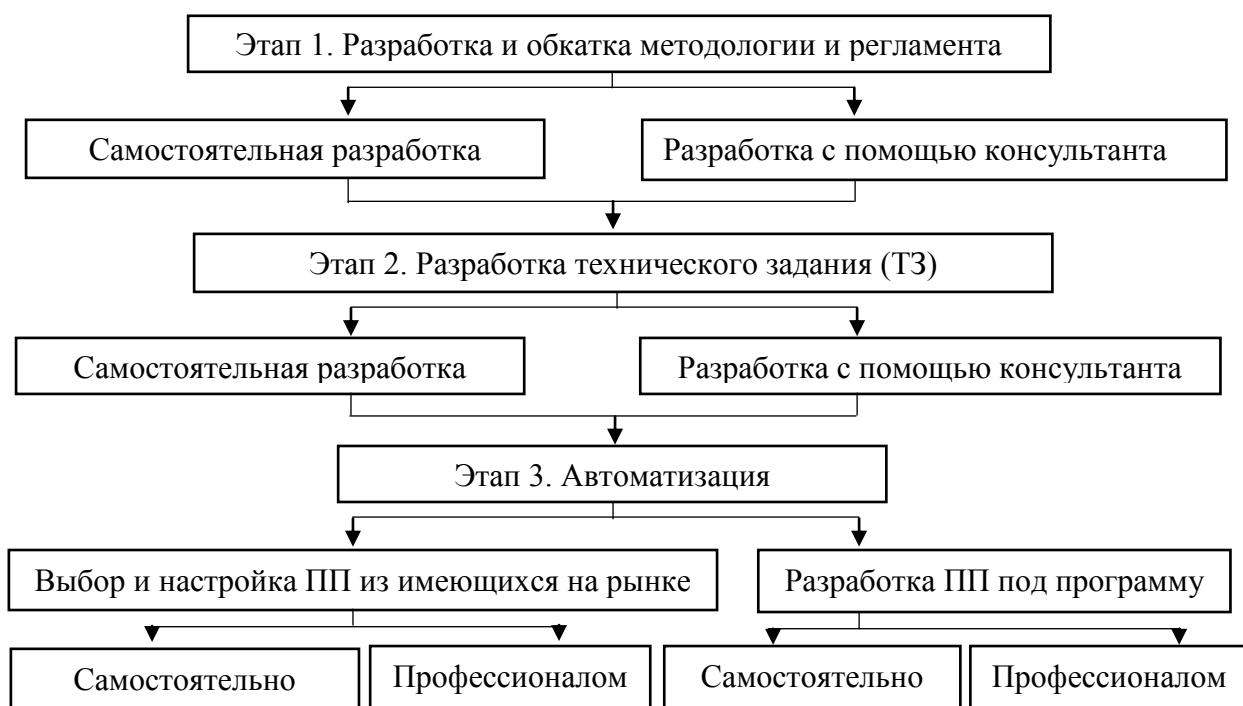 Этап 1. Разработка и обкатка методологии и регламента
Самостоятельная разработка
Разработка с помощью консультанта
Этап 2. Разработка технического задания (ТЗ)
Самостоятельная разработка
Разработка с помощью консультанта
Этап 3. Автоматизация
Выбор и настройка ПП из имеющихся на рынке
Разработка ПП под программу
Самостоятельно
Профессионалом
Самостоятельно
Профессионалом